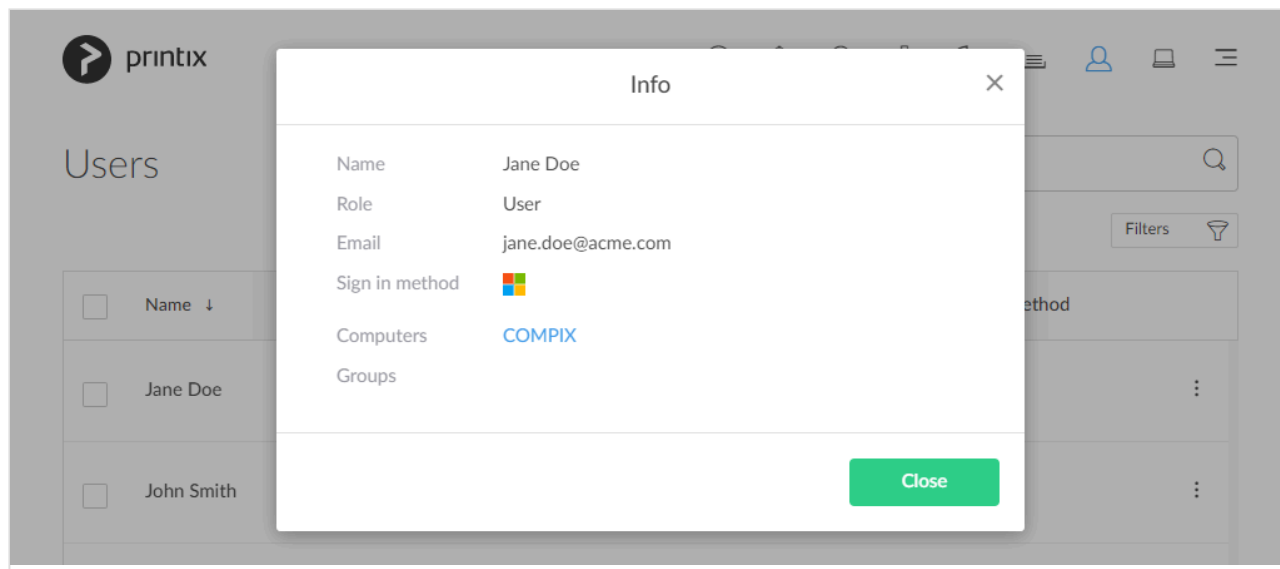 printix
Info
Users
Name Jane Doe
Role User
Email jane.doe@acme.com
Sign in method
Computers COMPIX
Groups
Filters
Name ↓ ethod
Jane Doe
John Smith
Close